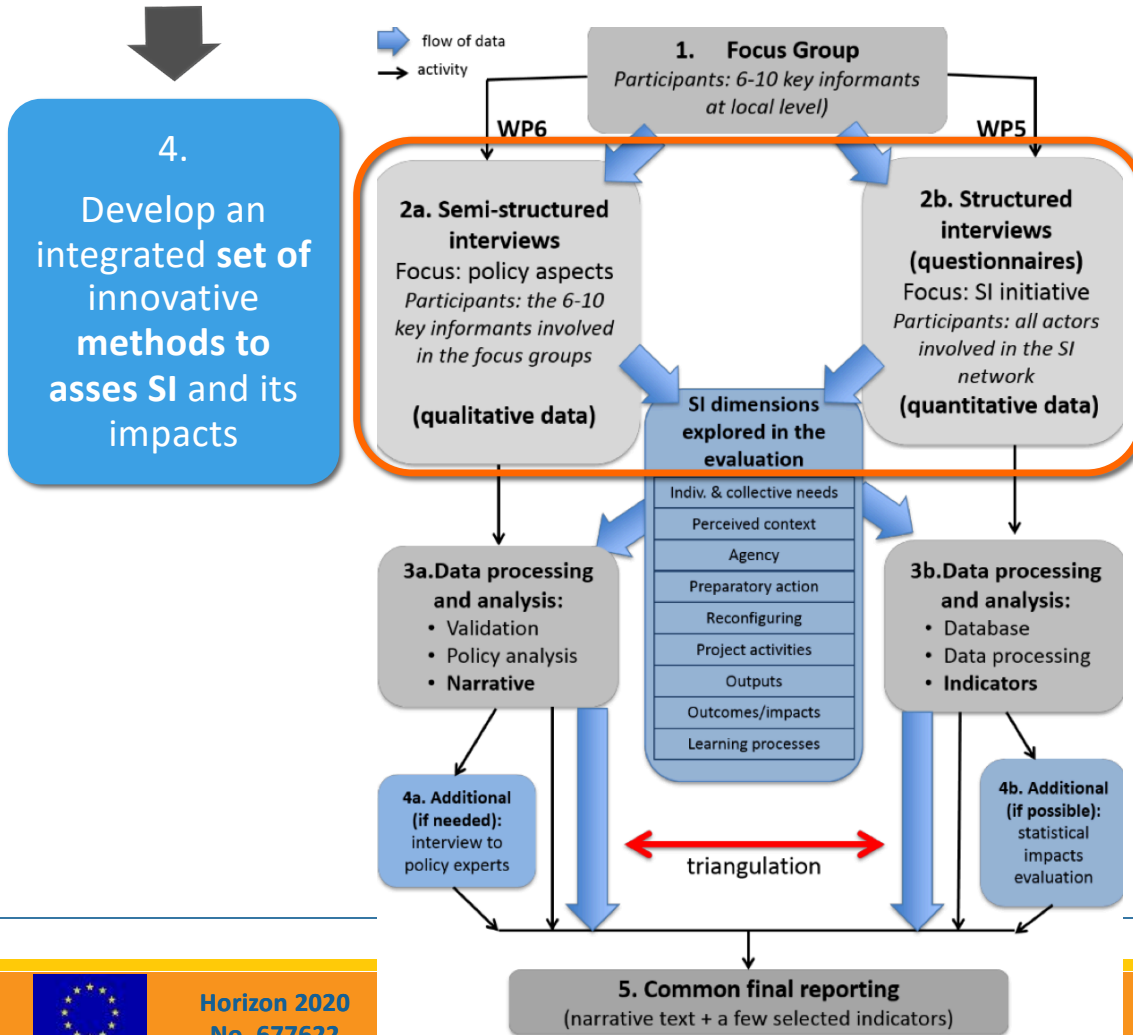 4.
Develop an
integrated set of
innovative
methods to
asses SI and its
impacts
flow of data
activity
1. Focus Group
Participants: 6-10 key informants
at local level)
WP6
WP5
2a. Semi-structured
interviews
Focus: policy aspects
Participants: the 6-10
key informants involved
in the focus groups
(qualitative data)
2b. Structured
interviews
(questionnaires)
Focus: SI initiative
Participants: all actors
involved in the SI
network
(quantitative data)
SI dimensions
explored in the
evaluation
Indiv. & collective needs
Perceived context
Agency
Preparatory action
Reconfiguring
Project activities
Outputs
Outcomes/impacts
Learning processes
3a.Data processing
and analysis:
• Validation
• Policy analysis
• Narrative
3b.Data processing
and analysis:
• Database
• Data processing
• Indicators
4a. Additional
(if needed):
interview to
policy experts
4b. Additional
(if possible):
statistical
impacts
evaluation
triangulation
5. Common final reporting
(narrative text + a few selected indicators)
Horizon 2020
No. 677622